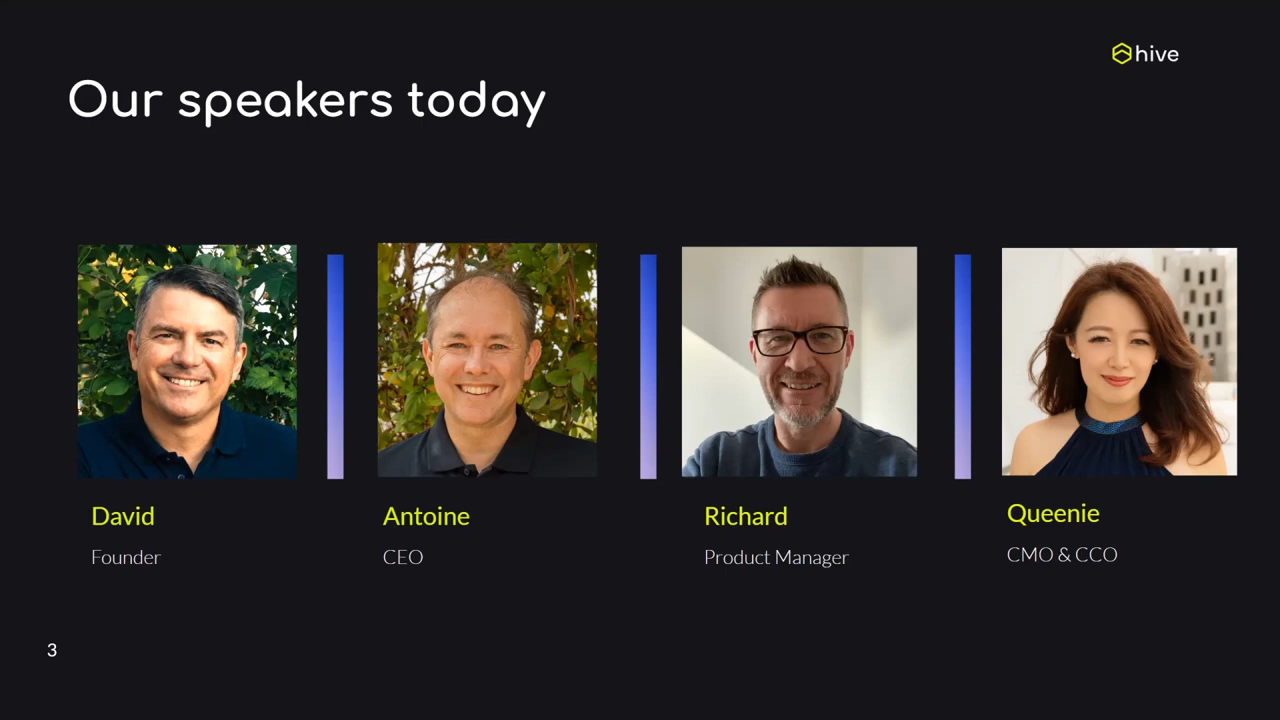 hive
Our speakers today
David
Founder
Antoine
CEO
Richard
Product Manager
Queenie
CMO & CCO
3